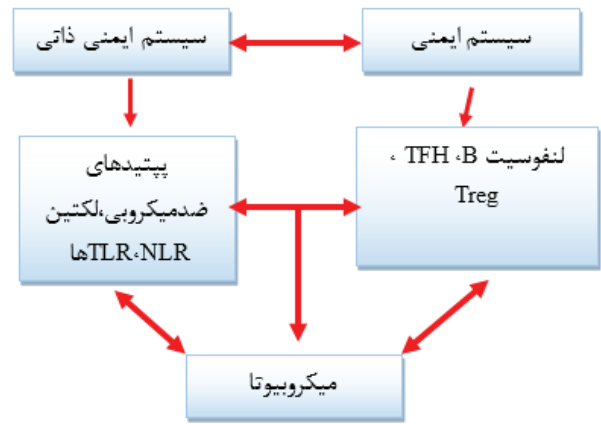 سیستم ایمنی
سیستم ایمنی ذاتی
لنفوسیت TFH ،B ،
Treg
پپتیدهای
ضدمیکروبی،لکتین
TLR،NLRها
میکروبیوتا